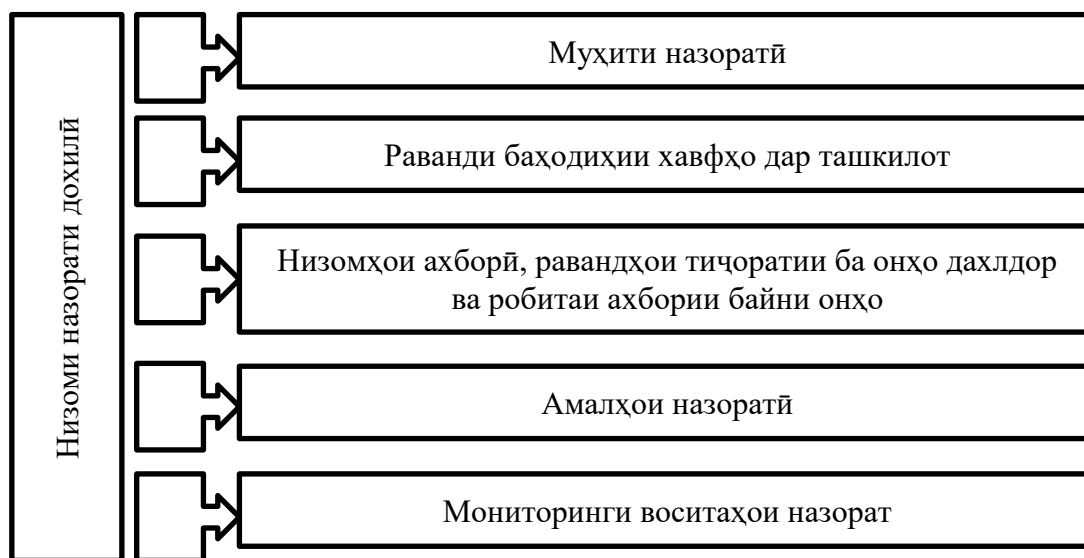 Низоми назорати дохилӣ
Муҳити назоратӣ
Раванди баҳодиҳии хавфҳо дар ташкилот
Низомҳои ахборӣ, равандҳои тиҷоратии ба онҳо дахлдор
ва робитаи ахбории байни онҳо
Амалҳои назоратӣ
Мониторинги воситаҳои назорат